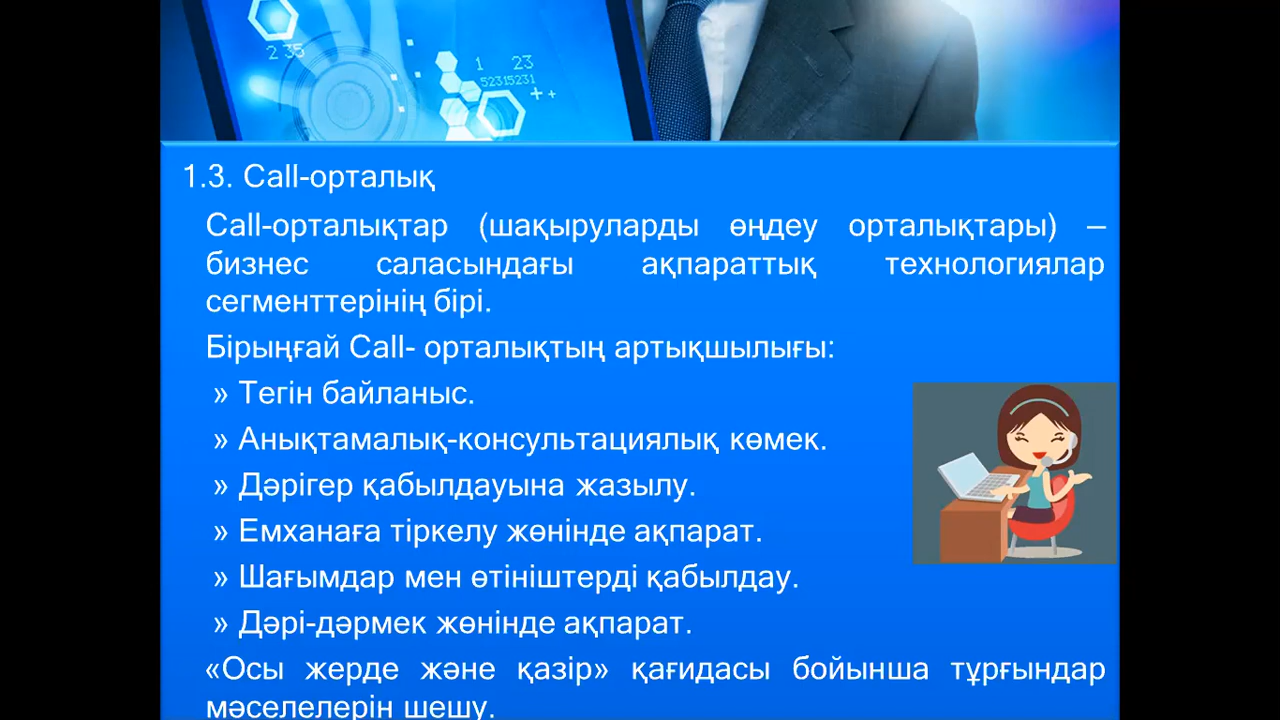 2 35
1 23
52315231
1.3. Call-орталық
Call-орталықтар (шақыруларды өңдеу орталықтары) –
бизнес саласындағы ақпараттық технологиялар
сегменттерінің бірі.
Бірыңғай Call- орталықтың артықшылығы:
» Тегін байланыс.
» Анықтамалық-консультациялық көмек.
» Дәрігер қабылдауына жазылу.
» Емханаға тіркелу жөнінде ақпарат.
» Шағымдар мен өтініштерді қабылдау.
» Дәрі-дәрмек жөнінде ақпарат.
«Осы жерде және қазір» қағидасы бойынша тұрғындар
мәселелерін шешу.